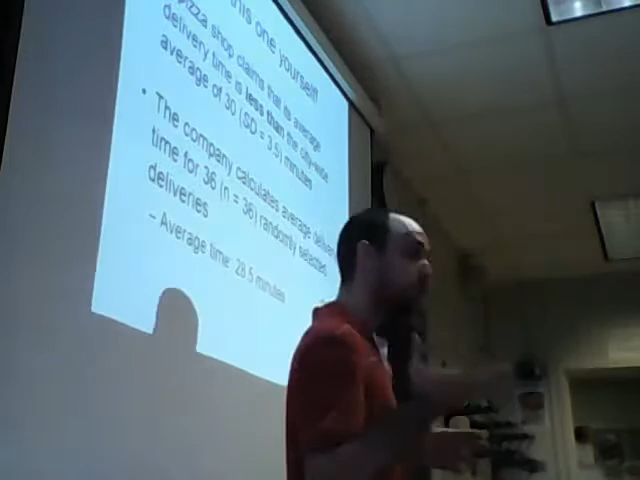 this one yourself!
pizza shop claims that its average
delivery time is less than the city-wide
average of 30 (SD = 3.5) minutes
• The company calculates average delivery
time for 36 (n = 36) randomly selected
deliveries
– Average time: 28.5 minutes